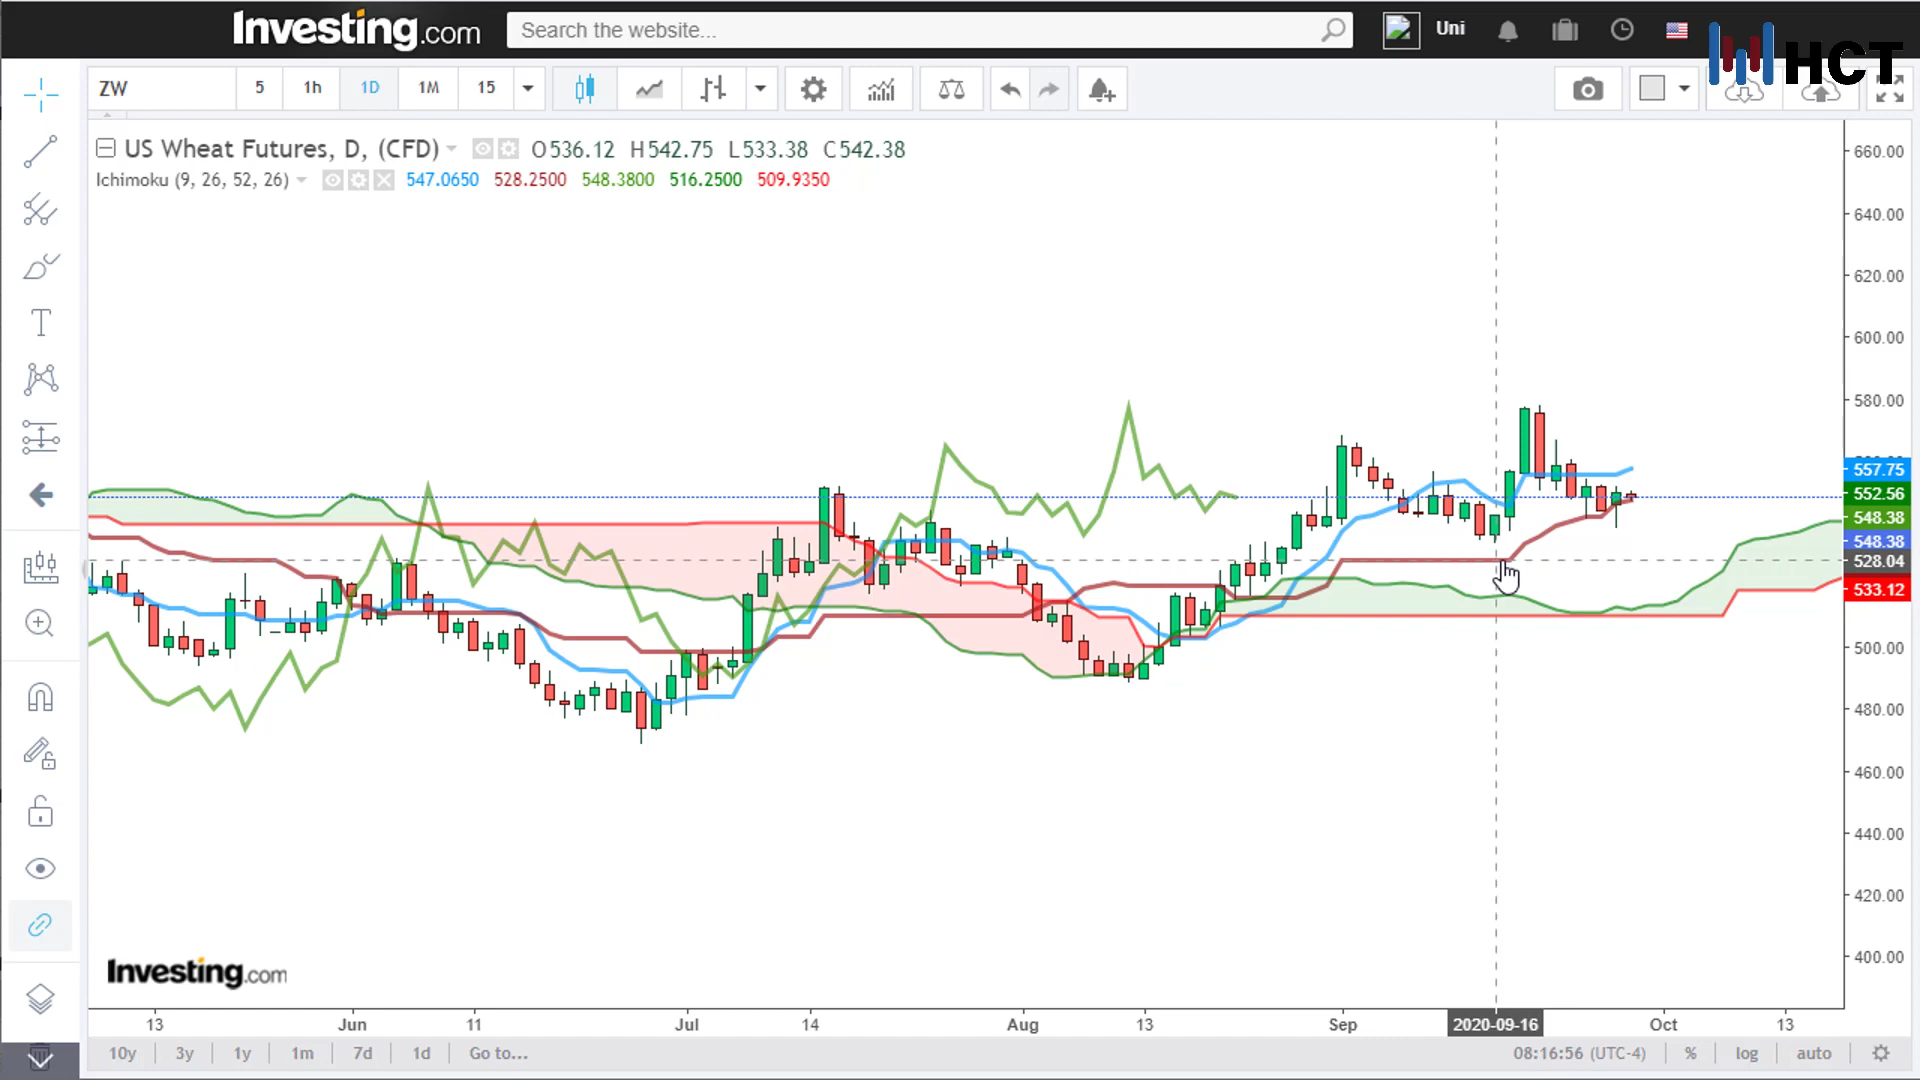 Investing.com
Search the website...
Uni
HCT
ZW
5
1h
1D
1M
15
US Wheat Futures, D, (CFD)
O536.12 H542.75 L533.38 C542.38
Ichimoku (9, 26, 52, 26)
547.0650 528.2500 548.3800 516.2500 509.9350
660.00
640.00
620.00
600.00
580.00
557.75
552.56
548.38
548.38
528.04
533.12
500.00
480.00
460.00
440.00
420.00
400.00
Investing.com
13
Jun
11
Jul
14
Aug
13
Sep
2020-09-16
Oct
13
10y
3y
1y
1m
7d
1d
Go to...
08:16:56 (UTC-4)
%
log
auto